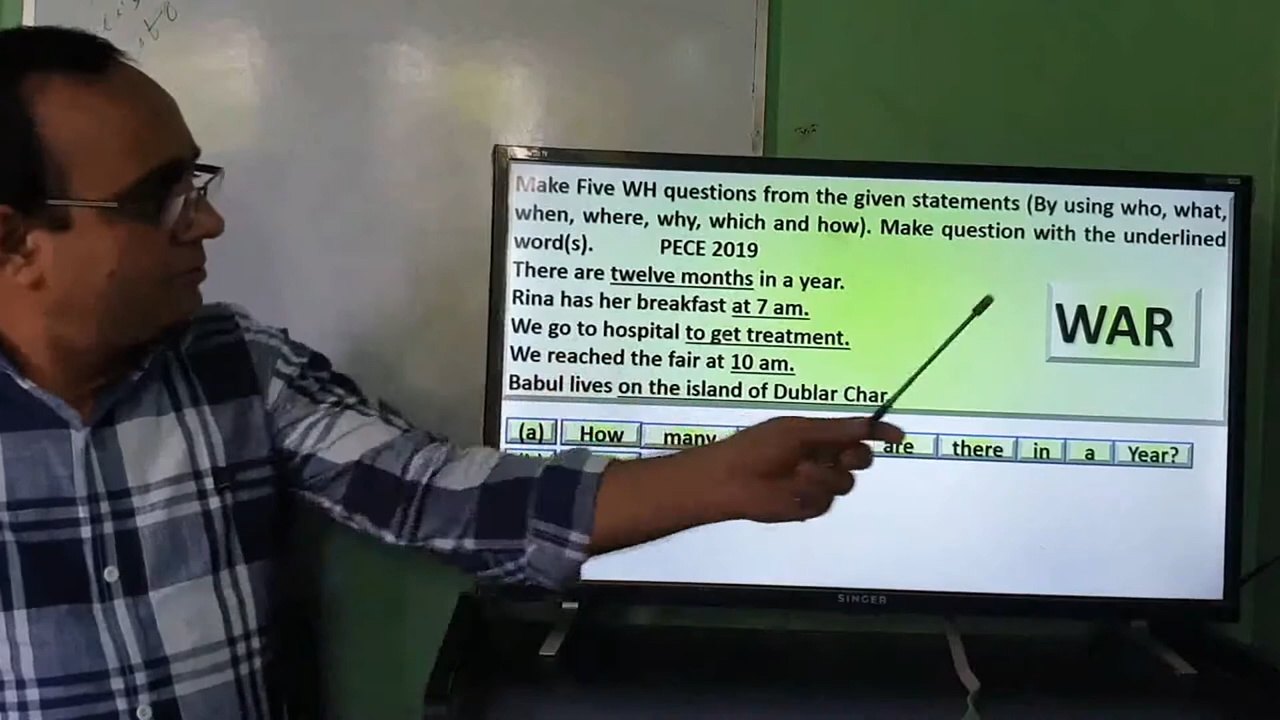 Make Five WH questions from the given statements (By using who, what,
when, where, why, which and how). Make question with the underlined
word(s). PECE 2019
There are twelve months in a year.
Rina has her breakfast at 7 am.
We go to hospital to get treatment.
We reached the fair at 10 am.
Babul lives on the island of Dublar Char
WAR
(a) How many are there in a Year?
SINGER